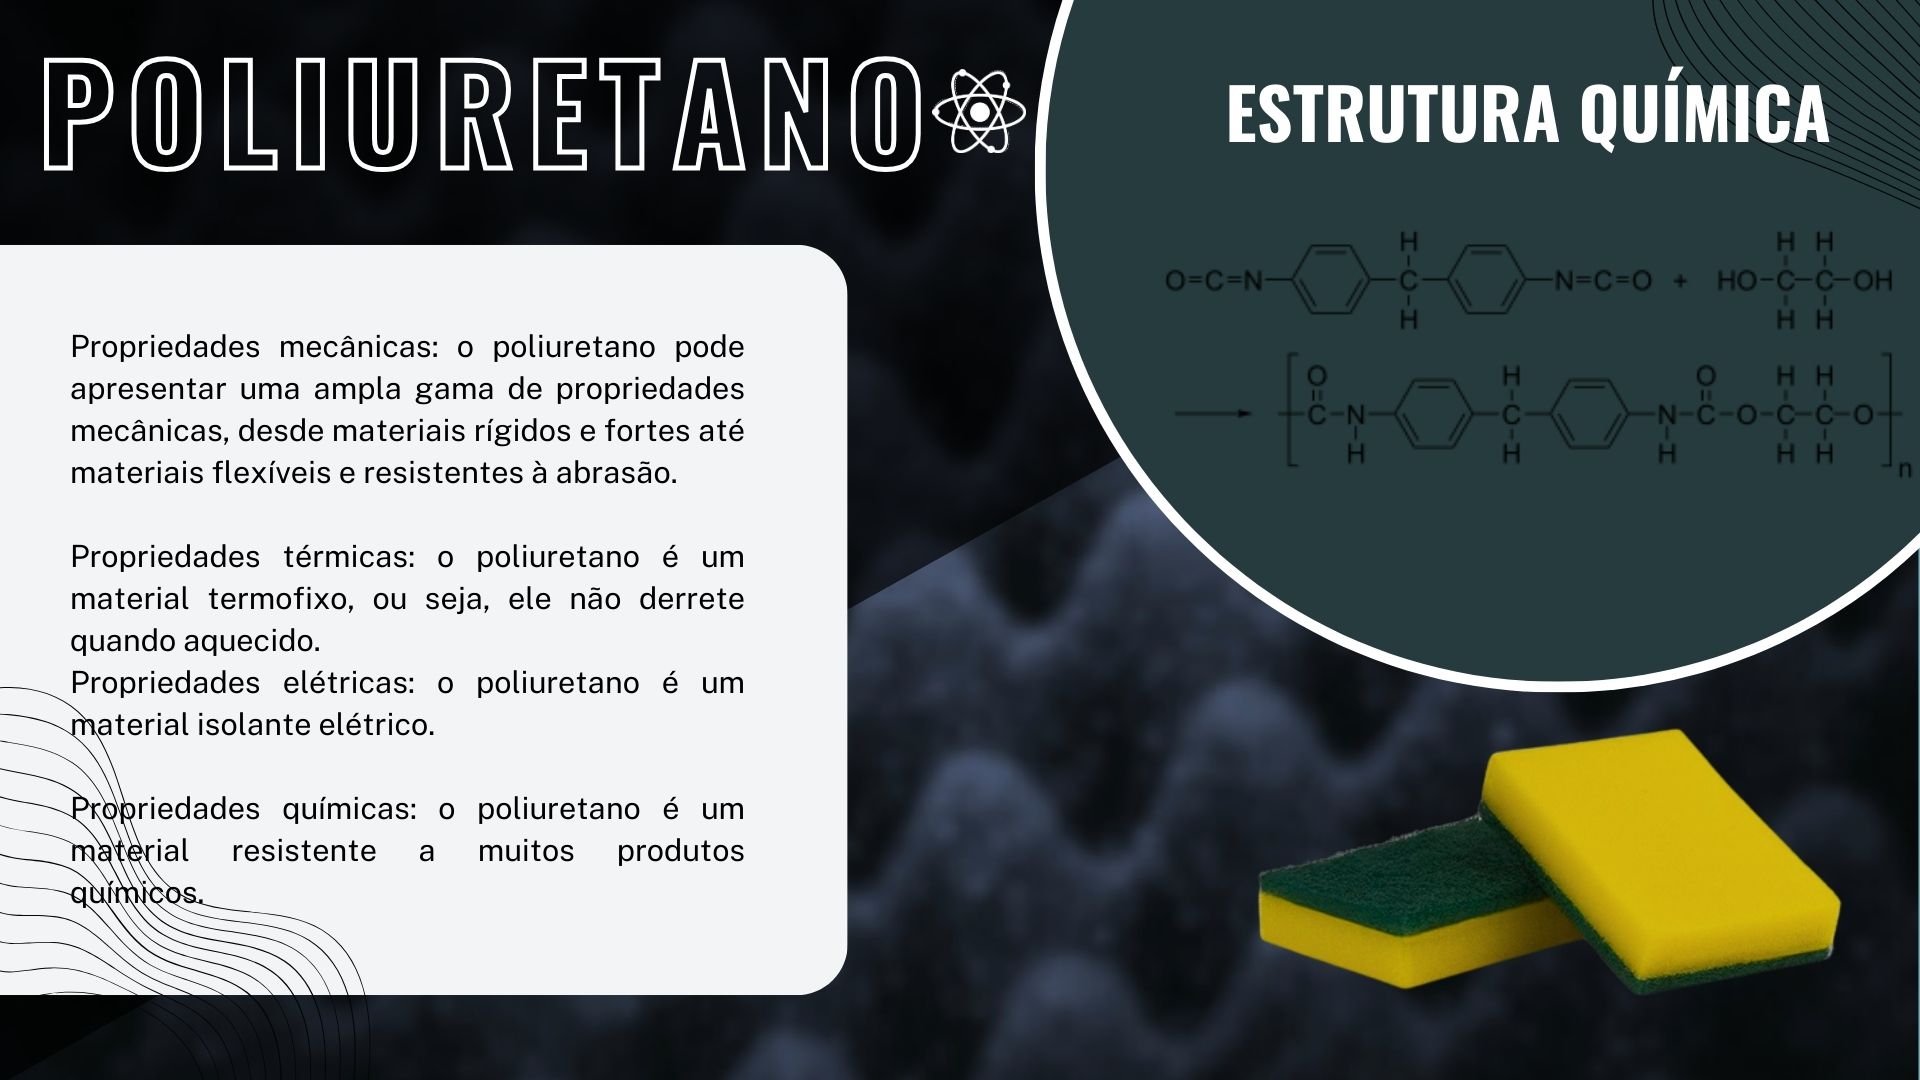 POLIURETANO
ESTRUTURA QUÍMICA
Propriedades mecânicas: o poliuretano pode
apresentar uma ampla gama de propriedades
mecânicas, desde materiais rígidos e fortes até
materiais flexíveis e resistentes à abrasão.
Propriedades térmicas: o poliuretano é um
material termofixo, ou seja, ele não derrete
quando aquecido.
Propriedades elétricas: o poliuretano é um
material isolante elétrico.
Propriedades químicas: o poliuretano é um
material resistente a muitos produtos
químicos.
H H H
O=C=N C N=C=O + HO-C-C-OH
H H H
O H O H H
C-N C N-C-O-C-C-O
H H H H H n